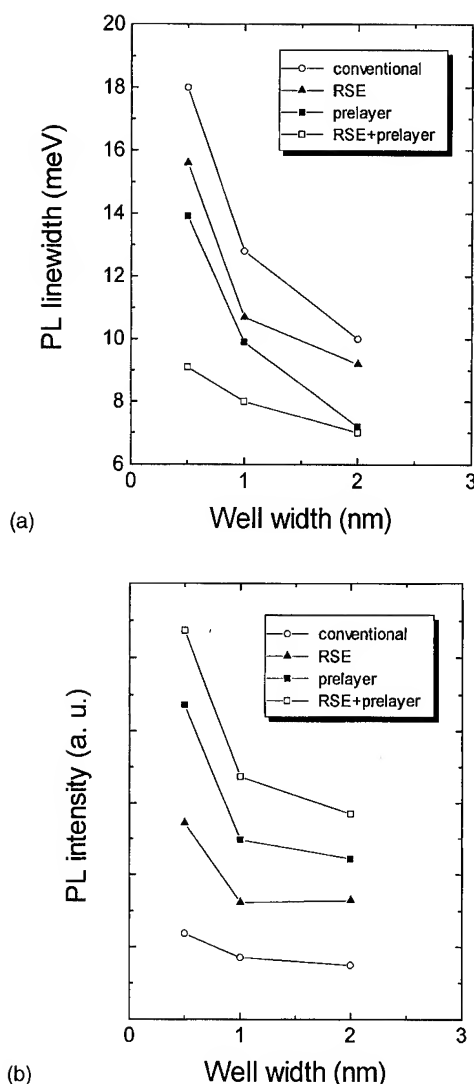 20
18
16
14
12
10
8
6
0
1
2
3
PL linewidth (meV)
Well width (nm)
conventional
RSE
prelayer
RSE+prelayer
(a)
PL intensity (a. u.)
conventional
RSE
prelayer
RSE+prelayer
0
1
2
3
Well width (nm)
(b)